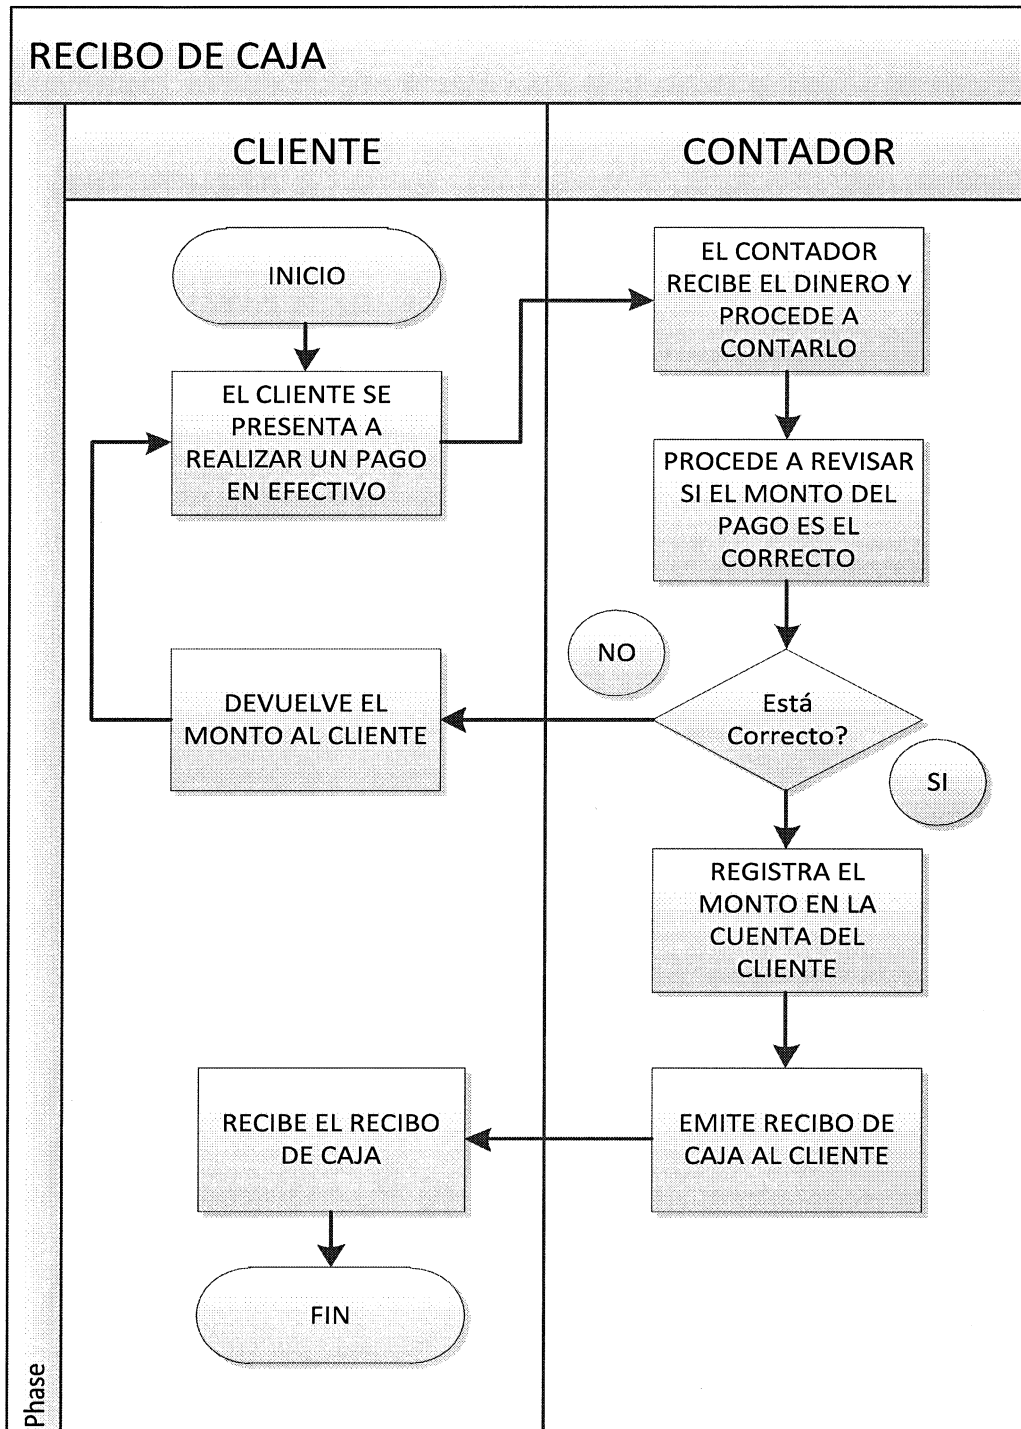 RECIBO DE CAJA
CLIENTE
CONTADOR
INICIO
EL CLIENTE SE
PRESENTA A
REALIZAR UN PAGO
EN EFECTIVO
EL CONTADOR
RECIBE EL DINERO Y
PROCEDE A
CONTARLO
PROCEDE A REVISAR
SI EL MONTO DEL
PAGO ES EL
CORRECTO
Está
Correcto?
NO
DEVUELVE EL
MONTO AL CLIENTE
SI
REGISTRA EL
MONTO EN LA
CUENTA DEL
CLIENTE
EMITE RECIBO DE
CAJA AL CLIENTE
RECIBE EL RECIBO
DE CAJA
FIN
Phase